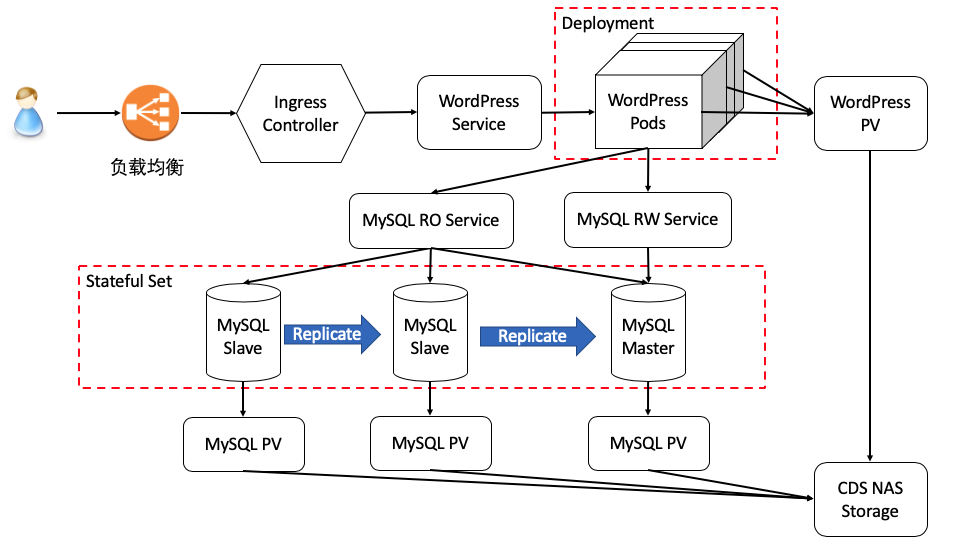 Deployment
Ingress
Controller
WordPress
Service
WordPress
Pods
WordPress
PV
负载均衡
MySQL RO Service
MySQL RW Service
Stateful Set
MySQL
Slave
Replicate
MySQL
Slave
Replicate
MySQL
Master
MySQL PV
MySQL PV
MySQL PV
CDS NAS
Storage